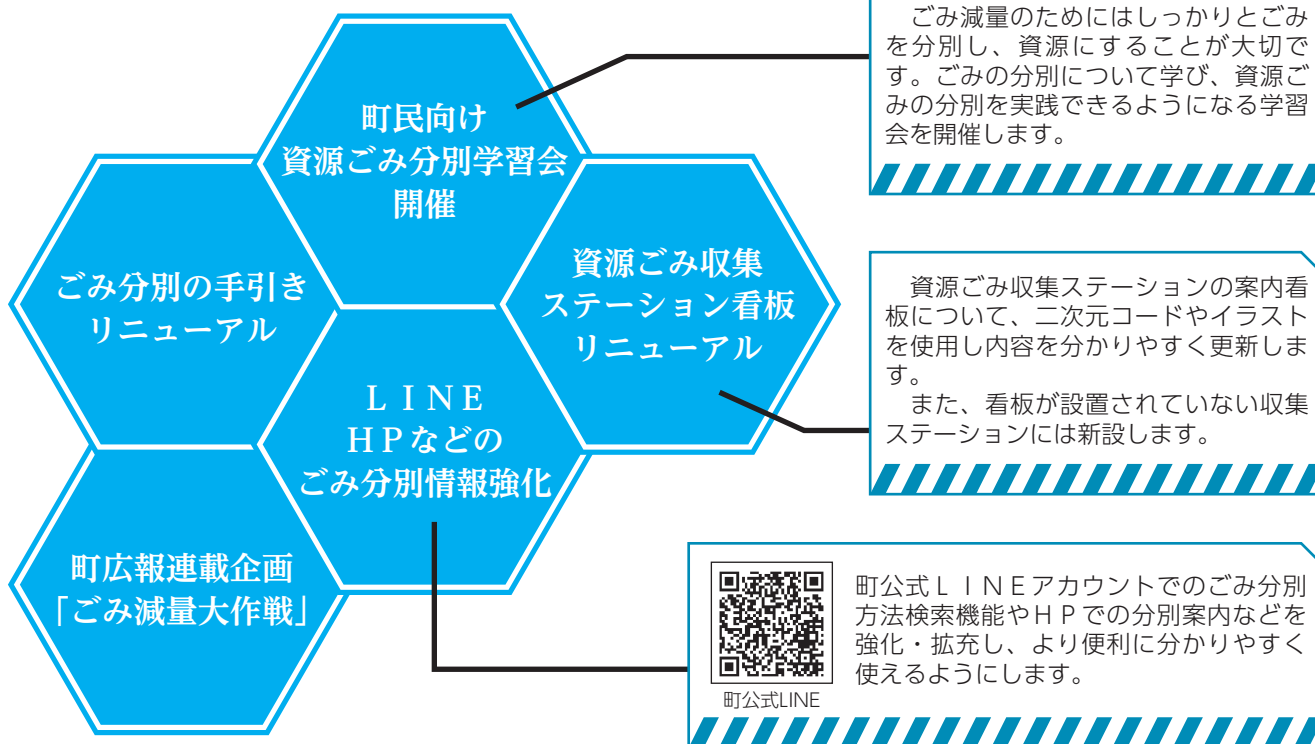 町民向け
資源ごみ分別学習会
開催
ごみ減量のためにはしっかりとごみ
を分別し、資源にすることが大切で
す。ごみの分別について学び、資源ご
みの分別を実践できるようになる学習
会を開催します。
ごみ分別の手引き
リニューアル
資源ごみ収集
ステーション看板
リニューアル
資源ごみ収集ステーションの案内看
板について、二次元コードやイラスト
を使用し内容を分かりやすく更新しま
す。
また、看板が設置されていない収集
ステーションには新設します。
ＬＩＮＥ
ＨＰなどの
ごみ分別情報強化
町公式ＬＩＮＥアカウントでのごみ分別
方法検索機能やＨＰでの分別案内などを
強化・拡充し、より便利に分かりやすく
使えるようにします。
町公式LINE
町広報連載企画
「ごみ減量大作戦」